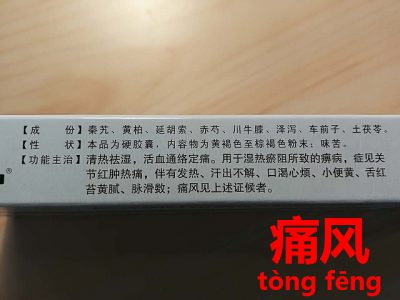 【成　份】秦艽、黄柏、延胡索、赤芍、川牛膝、泽泻、车前子、土茯苓。
【性　状】本品为硬胶囊，内容物为黄褐色至棕褐色粉末；味苦。
【功能主治】清热祛湿，活血通络定痛。用于湿热瘀阻所致的痹病，症见关
节红肿热痛，伴有发热、汗出不解、口渴心烦、小便黄、舌红
苔黄腻、脉滑数；痛风见上述证候者。
®
痛风
tòng fēng